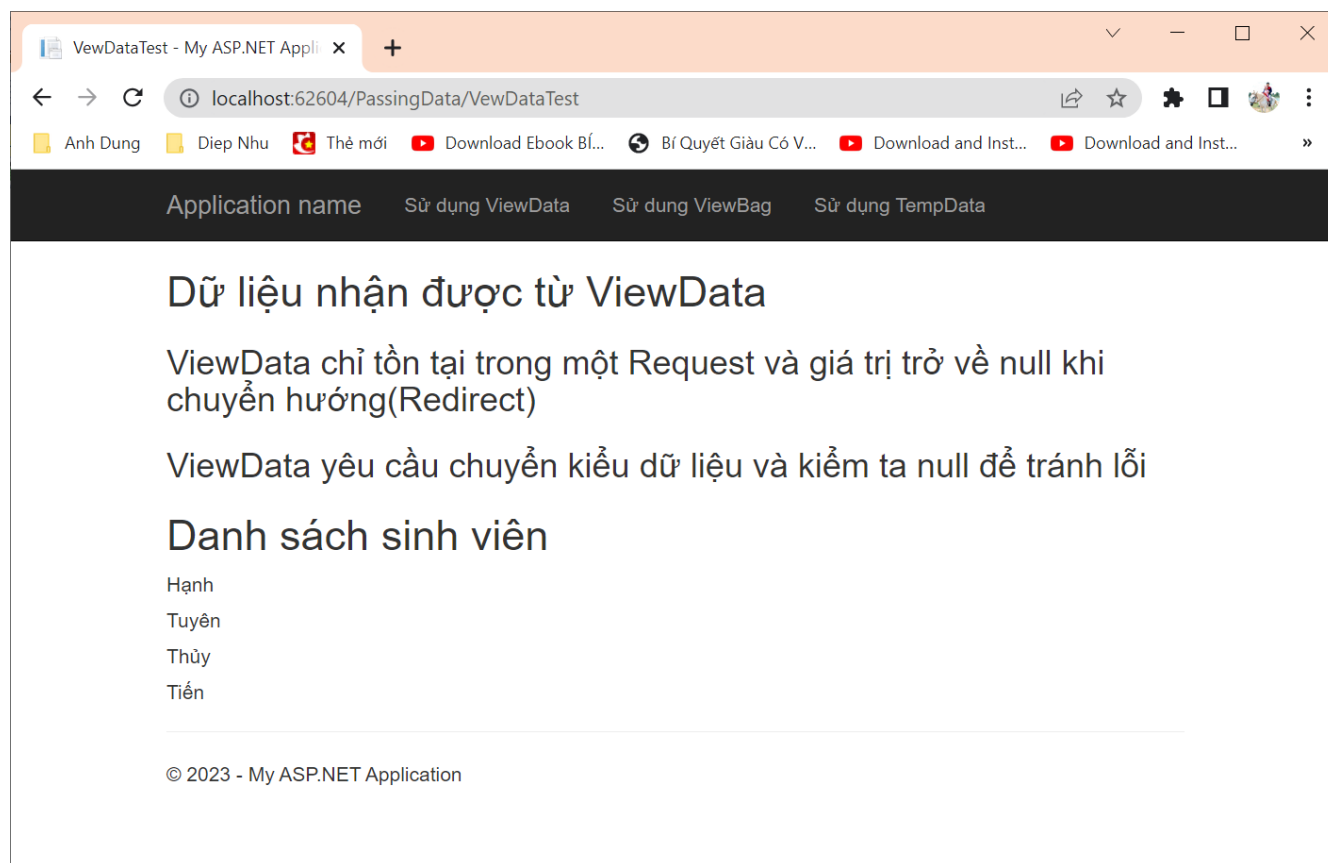 VewDataTest - My ASP.NET Appli
localhost:62604/PassingData/VewDataTest
Anh Dung Diep Nhu Thẻ mới Download Ebook BÍ... Bí Quyết Giàu Có V... Download and Inst... Download and Inst... »
Application name Sử dụng ViewData Sử dung ViewBag Sử dụng TempData
Dữ liệu nhận được từ ViewData
ViewData chỉ tồn tại trong một Request và giá trị trở về null khi
chuyển hướng(Redirect)
ViewData yêu cầu chuyển kiểu dữ liệu và kiểm ta null để tránh lỗi
Danh sách sinh viên
Hạnh
Tuyên
Thủy
Tiến
© 2023 - My ASP.NET Application